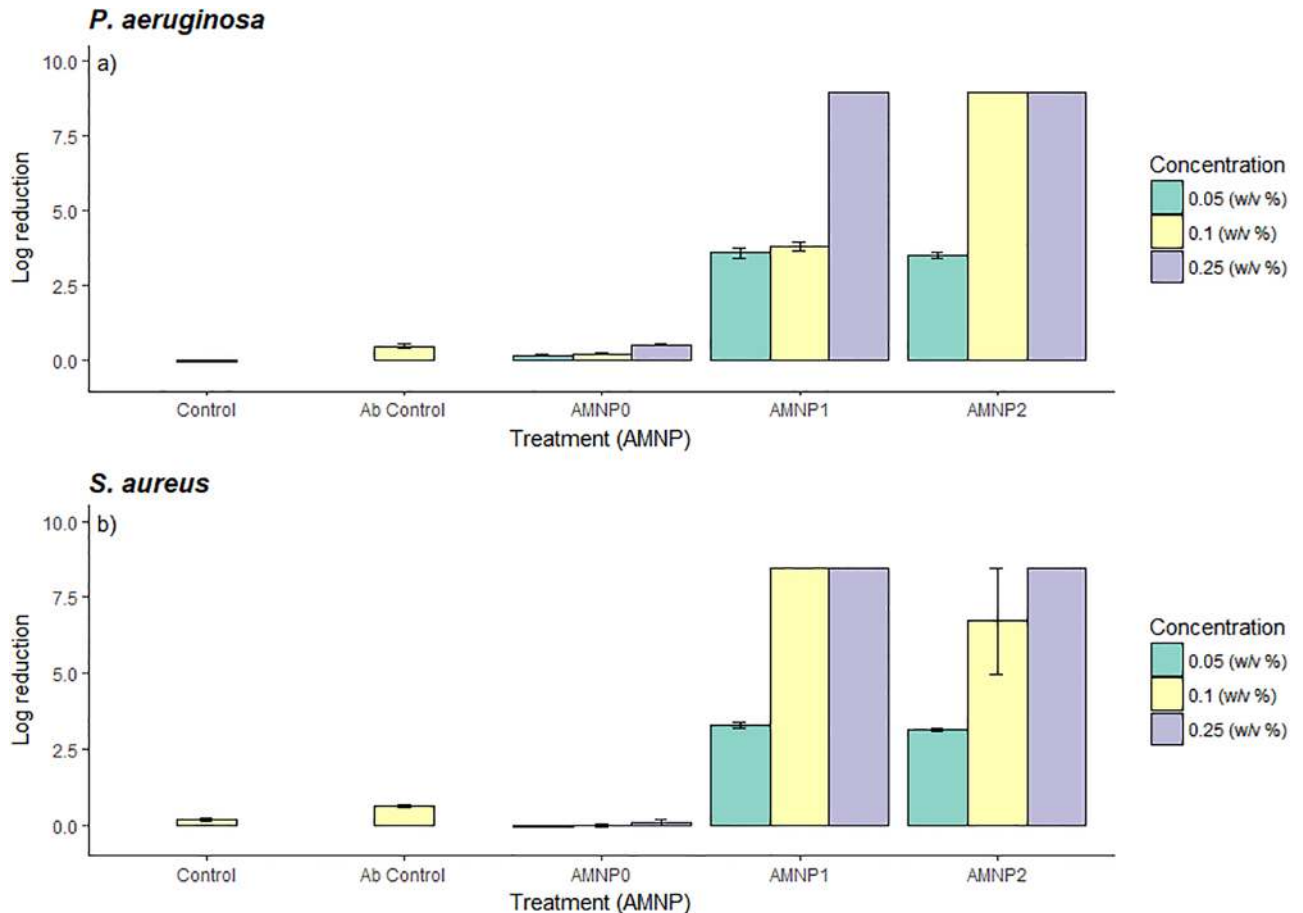 P. aeruginosa
a)
10.0
7.5
5.0
2.5
0.0
Log reduction
Control
Ab Control
AMNP0
AMNP1
AMNP2
Treatment (AMNP)
Concentration
0.05 (w/v %)
0.1 (w/v %)
0.25 (w/v %)
S. aureus
b)
10.0
7.5
5.0
2.5
0.0
Log reduction
Control
Ab Control
AMNP0
AMNP1
AMNP2
Treatment (AMNP)
Concentration
0.05 (w/v %)
0.1 (w/v %)
0.25 (w/v %)